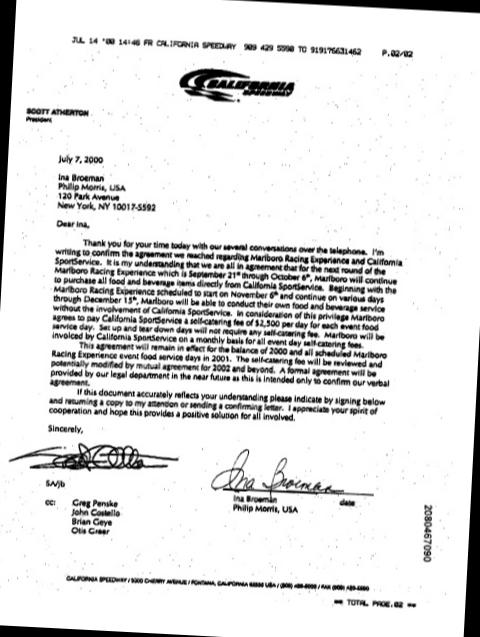 JUL 14 '00 14:46 FR CALIFORNIA SPEEDWAY 909 429 5500 TO 919176631462 P.02/02
CALIFORNIA
SPEEDWAY
SCOTT ATHERTON
President
July 7, 2000
Ina Broeman
Philip Morris, USA
120 Park Avenue
New York, NY 10017-5592
Dear Ina,
Thank you for your time today with our several conversations over the telephone. I'm
writing to confirm the agreement we reached regarding Marlboro Racing Experience and California
SportService. It is my understanding that we are all in agreement that for the next round of the
Marlboro Racing Experience which is September 21st through October 6th, Marlboro will continue
to purchase all food and beverage items directly from California SportService. Beginning with the
Marlboro Racing Experience scheduled to start on November 6th and continue on various days
through December 15th, Marlboro will be able to conduct their own food and beverage service
without the involvement of California SportService. In consideration of this privilege Marlboro
agrees to pay California SportService a self-catering fee of $2,500 per day for each event food
service day. Set up and tear down days will not require any self-catering fee. Marlboro will be
invoiced by California SportService on a monthly basis for all event day self-catering fees.
This agreement will remain in effect for the balance of 2000 and all scheduled Marlboro
Racing Experience event food service days in 2001. The self-catering fee will be reviewed and
potentially modified by mutual agreement for 2002 and beyond. A formal agreement will be
provided by our legal department in the near future as this is intended only to confirm our verbal
agreement.
If this document accurately reflects your understanding please indicate by signing below
and returning a copy to my attention or sending a confirming letter. I appreciate your spirit of
cooperation and hope this provides a positive solution for all involved.
Sincerely,
Ina Broeman
SA/jb
Ina Broeman date
Philip Morris, USA
cc: Greg Penske
John Costello
Brian Geye
Otis Greer
2080467090
CALIFORNIA SPEEDWAY / 9300 CHERRY AVENUE / FONTANA, CALIFORNIA 92335 USA / (909) / FAX (909)
** TOTAL PAGE.02 **